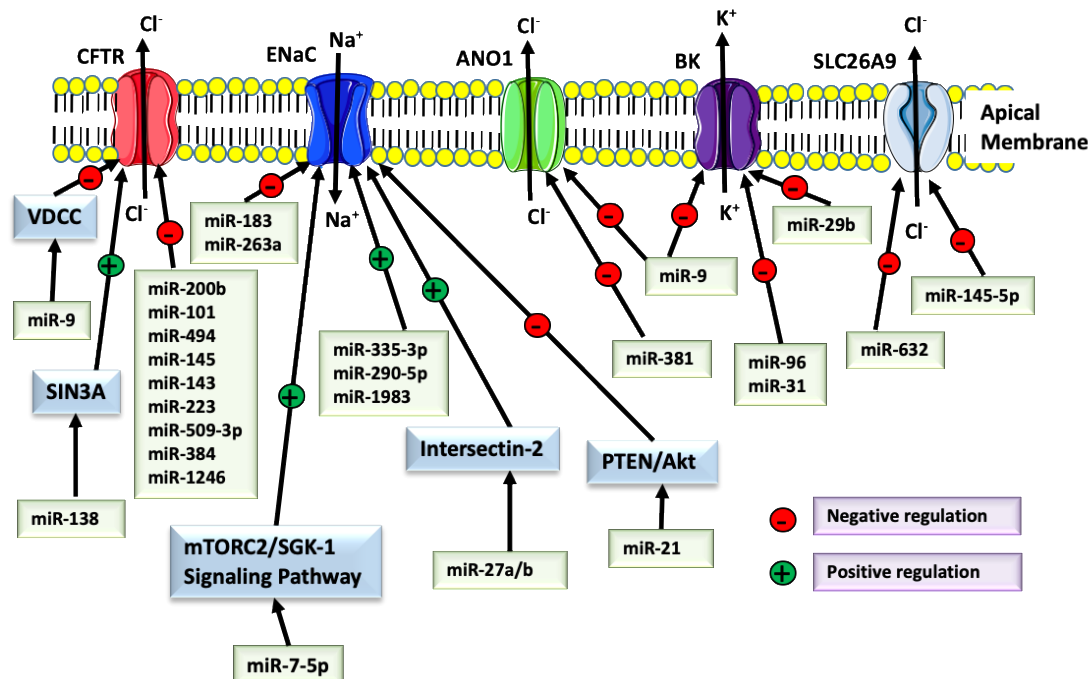 Cl-
Na+
Cl-
K+
Cl-
CFTR
ENaC
ANO1
BK
SLC26A9
Apical
Membrane
Cl-
Na+
Cl-
K+
Cl-
VDCC
miR-183
miR-263a
miR-29b
miR-9
miR-200b
miR-101
miR-494
miR-145
miR-143
miR-223
miR-509-3p
miR-384
miR-1246
miR-145-5p
miR-9
miR-335-3p
miR-290-5p
miR-1983
miR-381
miR-96
miR-31
miR-632
SIN3A
Intersectin-2
PTEN/Akt
miR-138
mTORC2/SGK-1
Signaling Pathway
miR-27a/b
miR-21
- Negative regulation
+ Positive regulation
miR-7-5p
-
-
-
+
+
+
+
-
-
-
-
-
-
-
-